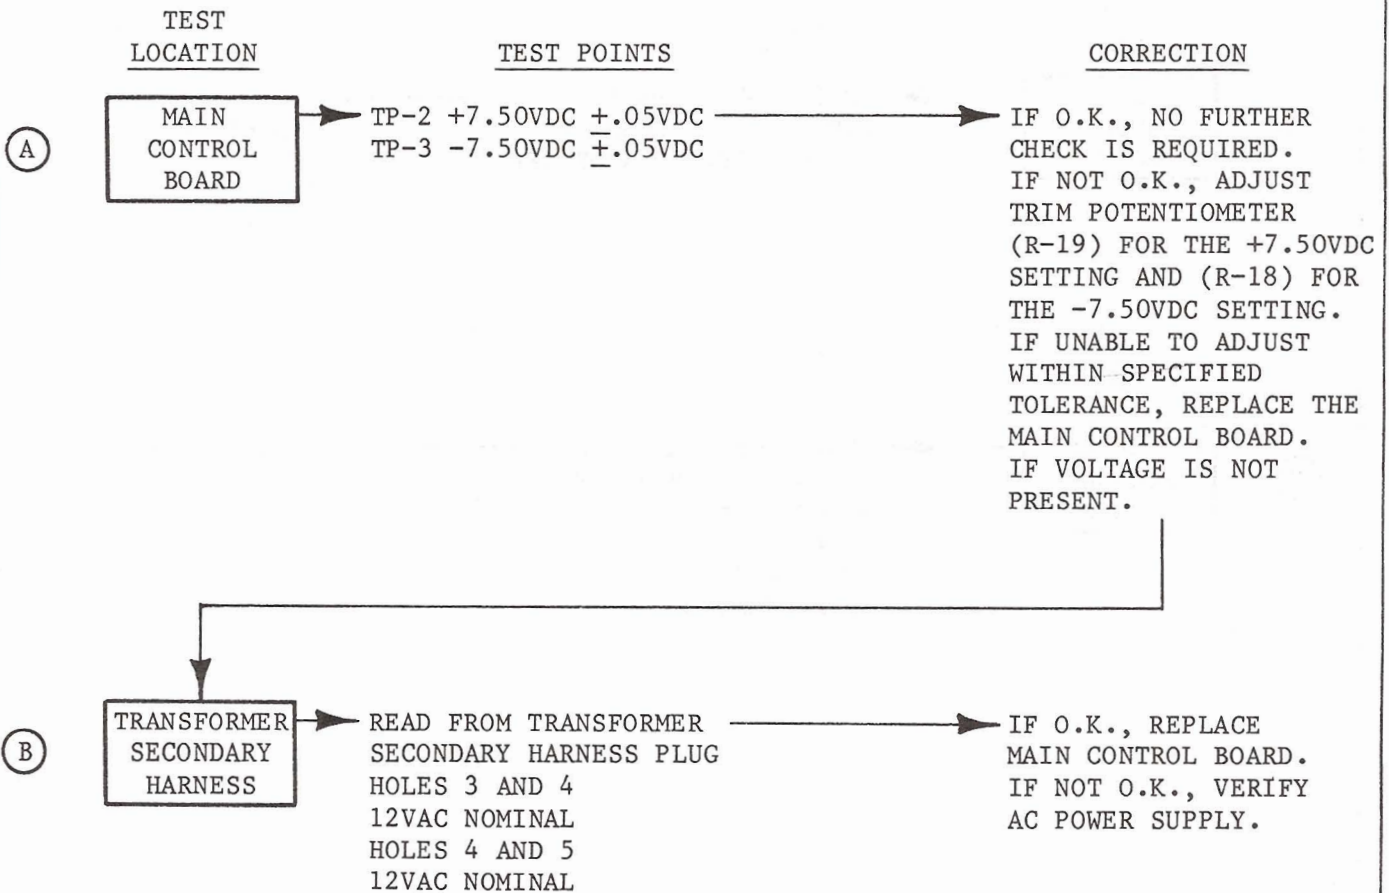 TEST
LOCATION
TEST POINTS
CORRECTION
A
MAIN
CONTROL
BOARD
TP-2 +7.50VDC ±.05VDC
TP-3 -7.50VDC ±.05VDC
IF O.K., NO FURTHER
CHECK IS REQUIRED.
IF NOT O.K., ADJUST
TRIM POTENTIOMETER
(R-19) FOR THE +7.50VDC
SETTING AND (R-18) FOR
THE -7.50VDC SETTING.
IF UNABLE TO ADJUST
WITHIN SPECIFIED
TOLERANCE, REPLACE THE
MAIN CONTROL BOARD.
IF VOLTAGE IS NOT
PRESENT.
B
TRANSFORMER
SECONDARY
HARNESS
READ FROM TRANSFORMER
SECONDARY HARNESS PLUG
HOLES 3 AND 4
12VAC NOMINAL
HOLES 4 AND 5
12VAC NOMINAL
IF O.K., REPLACE
MAIN CONTROL BOARD.
IF NOT O.K., VERIFY
AC POWER SUPPLY.